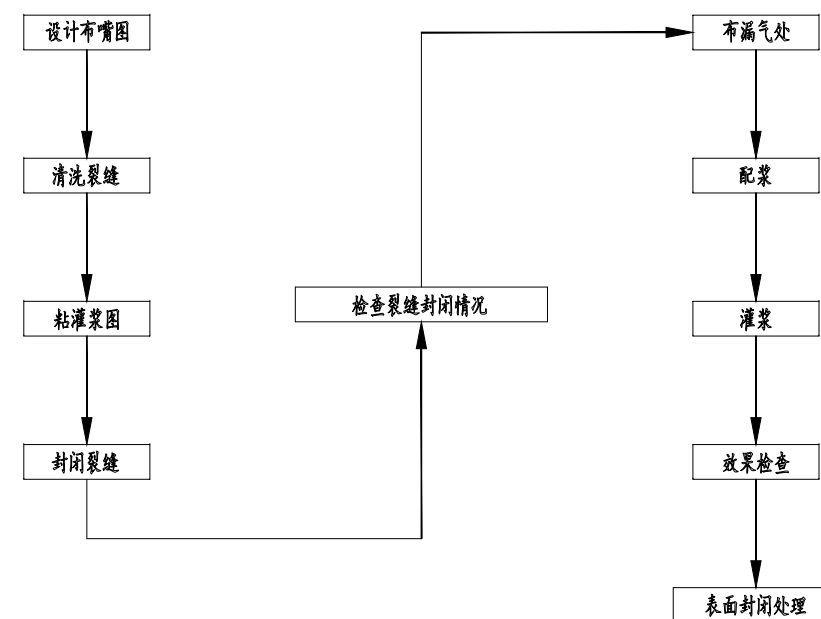 设计布嘴图
清洗裂缝
粘灌浆图
封闭裂缝
检查裂缝封闭情况
布漏气处
配浆
灌浆
效果检查
表面封闭处理